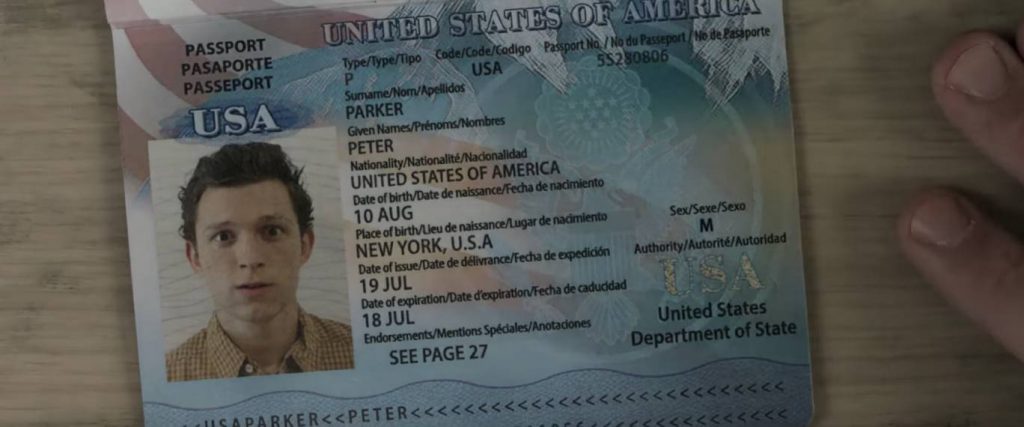 UNITED STATES OF AMERICA
PASSPORT
PASAPORTE
PASSEPORT
USA
Type/Type/Tipo Code/Code/Codigo Passport No. / No du Passeport / No de Pasaporte
P USA 55280806
Surname/Nom/Apellidos
PARKER
Given Names/Prénoms/Nombres
PETER
Nationality/Nationalité/Nacionalidad
UNITED STATES OF AMERICA
Date of birth/Date de naissance/Fecha de nacimiento
10 AUG
Place of birth/Lieu de naissance/Lugar de nacimiento Sex/Sexe/Sexo
NEW YORK, U.S.A M
Date of issue/Date de délivrance/Fecha de expedición Authority/Autorité/Autoridad
19 JUL USA
Date of expiration/Date d'expiration/Fecha de caducidad United States
18 JUL Department of State
Endorsements/Mentions Spéciales/Anotaciones
SEE PAGE 27
<<USAPARKER<<PETER<<<<<<<<<<<<<<<<<<<<<<<<<<<